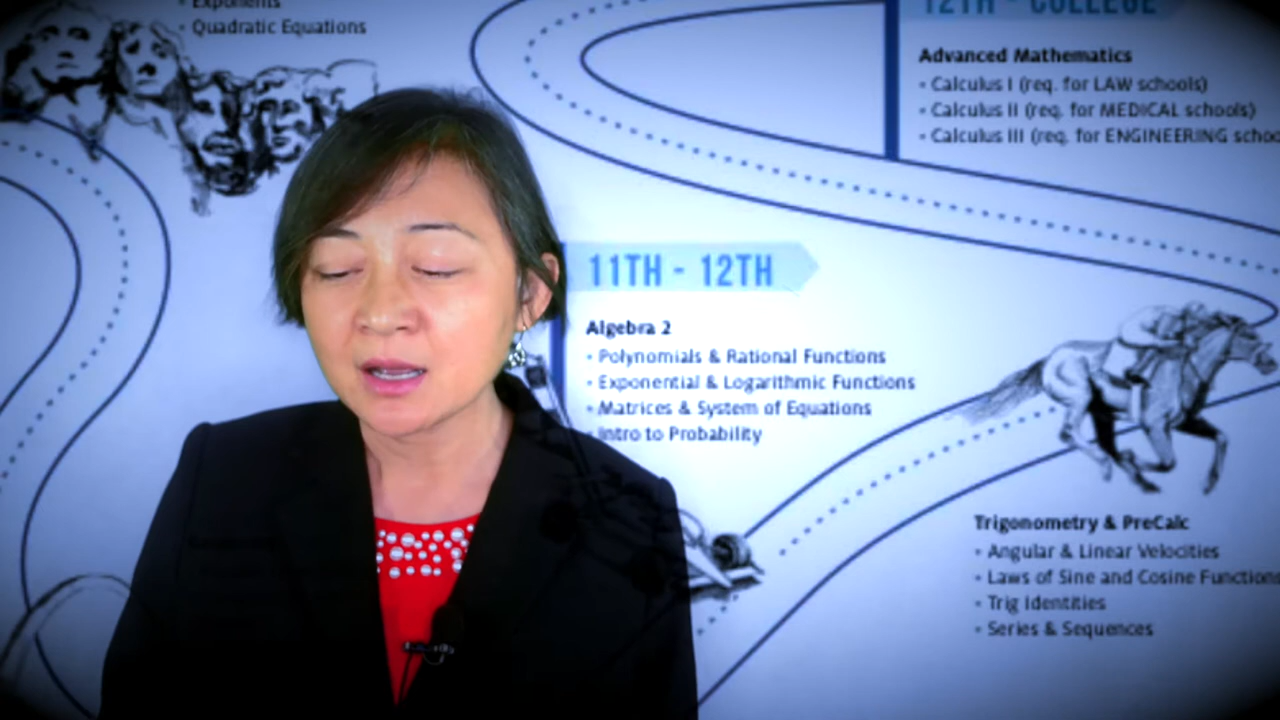 Exponents
• Quadratic Equations
12TH - COLLEGE
Advanced Mathematics
• Calculus I (req. for LAW schools)
• Calculus II (req. for MEDICAL schools)
• Calculus III (req. for ENGINEERING
11TH - 12TH
Algebra 2
• Polynomials & Rational Functions
• Exponential & Logarithmic Functions
• Matrices & System of Equations
• Intro to Probability
Trigonometry & PreCalc
• Angular & Linear Velocities
• Laws of Sine and Cosine Functions
• Trig Identities
• Series & Sequences